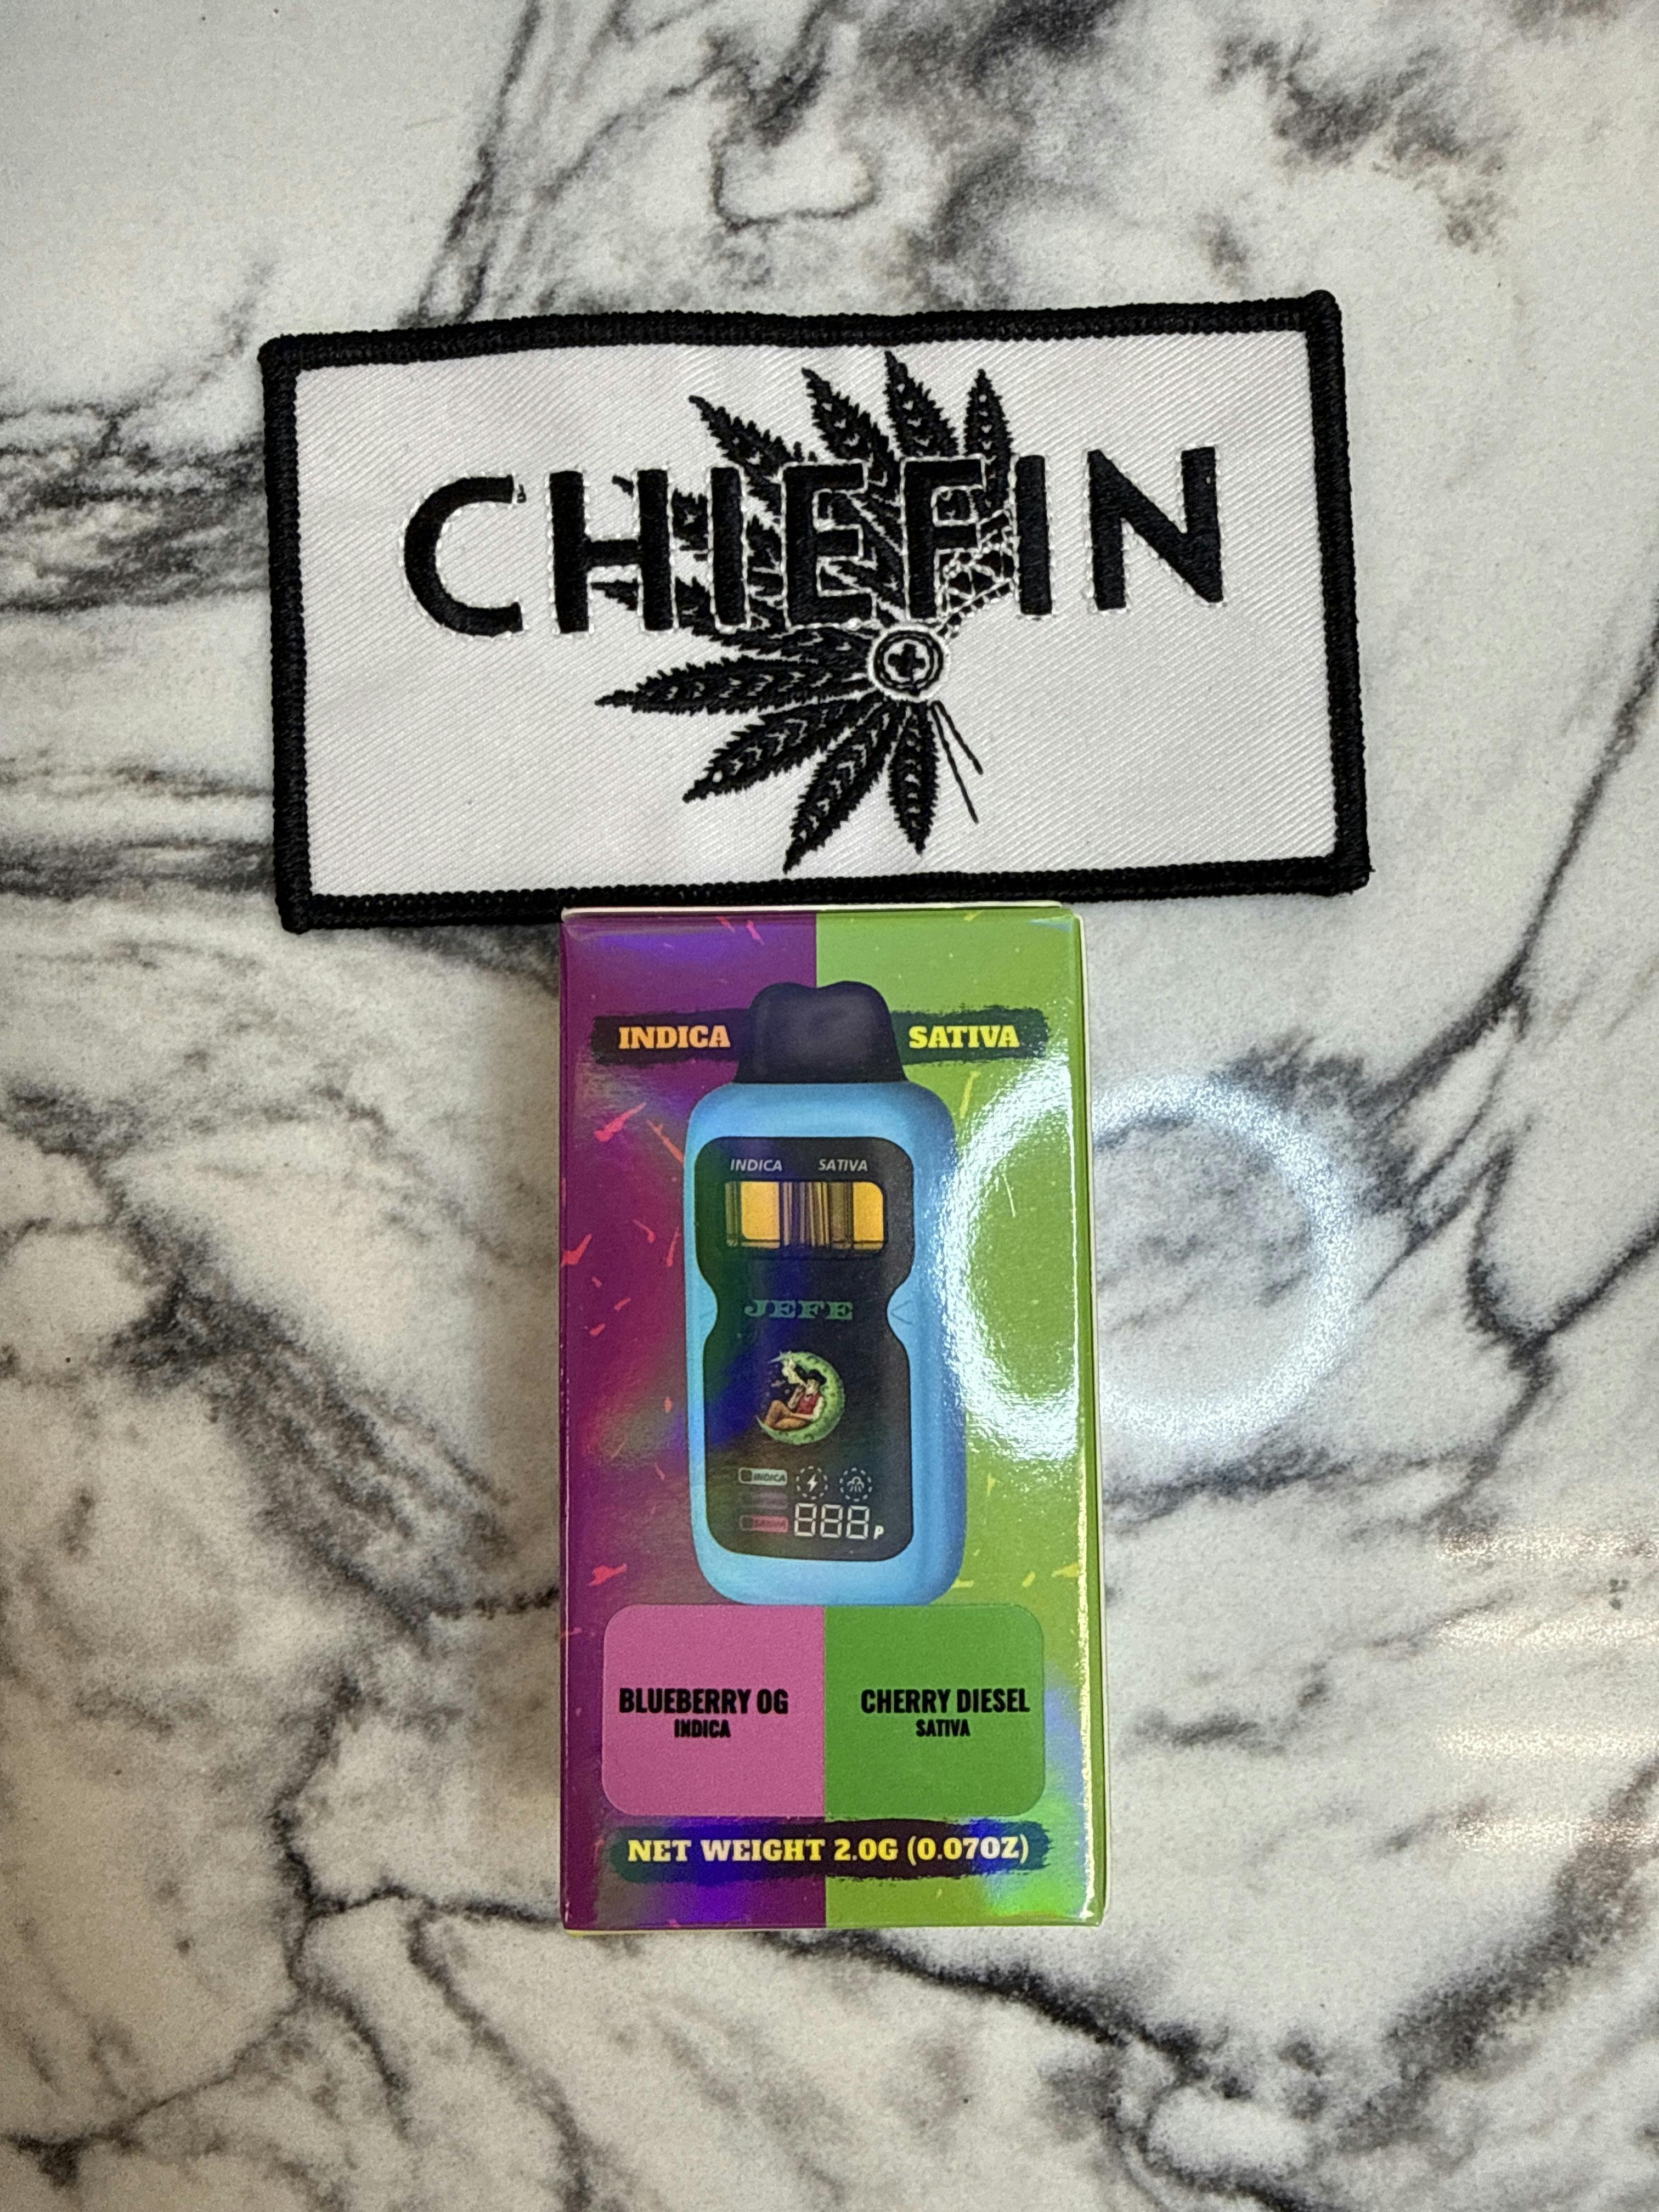 CHIEFIN
INDICA SATIVA
INDICA SATIVA
JEFE
INDICA
888P
BLUEBERRY OG
INDICA
CHERRY DIESEL
SATIVA
NET WEIGHT 2.0G (0.07OZ)